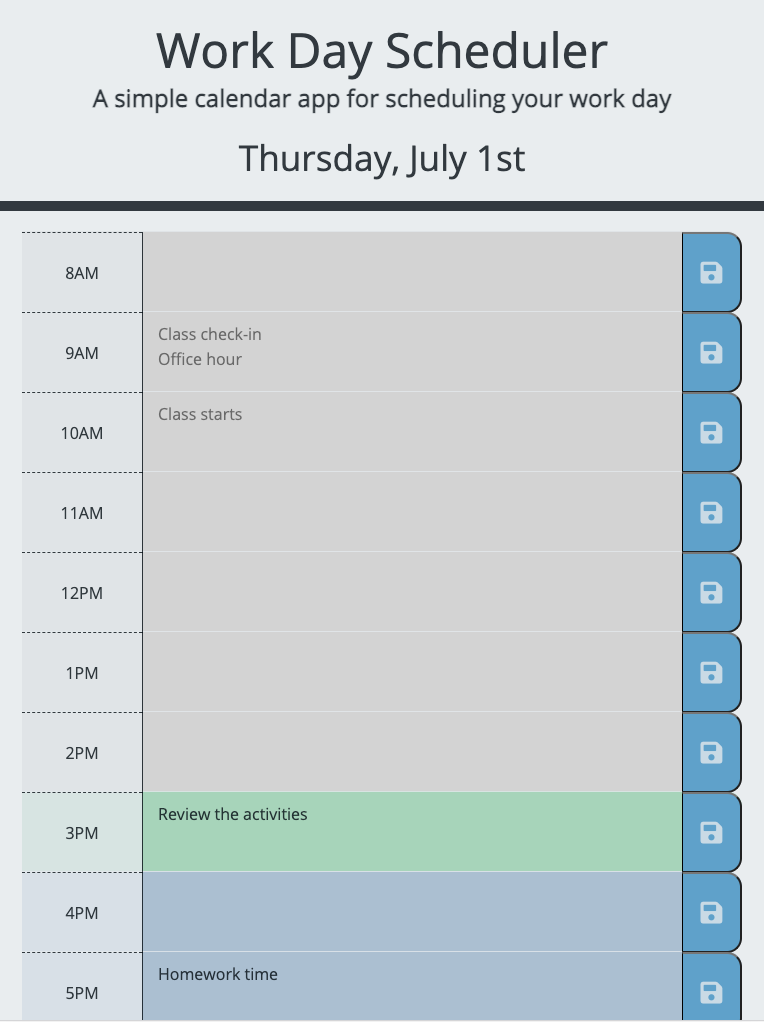 Work Day Scheduler
A simple calendar app for scheduling your work day
Thursday, July 1st
8AM
9AM
Class check-in
Office hour
10AM
Class starts
11AM
12PM
1PM
2PM
3PM
Review the activities
4PM
5PM
Homework time